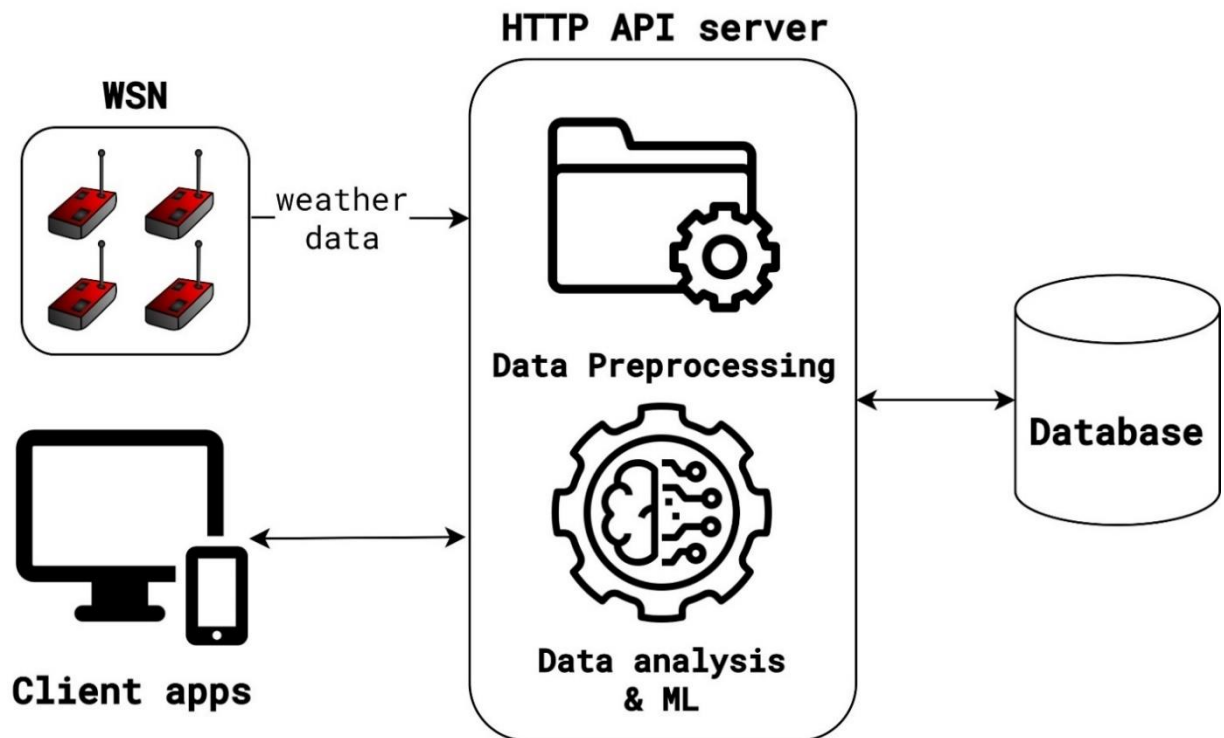 HTTP API server
WSN
weather
data
Data Preprocessing
Database
Data analysis
& ML
Client apps